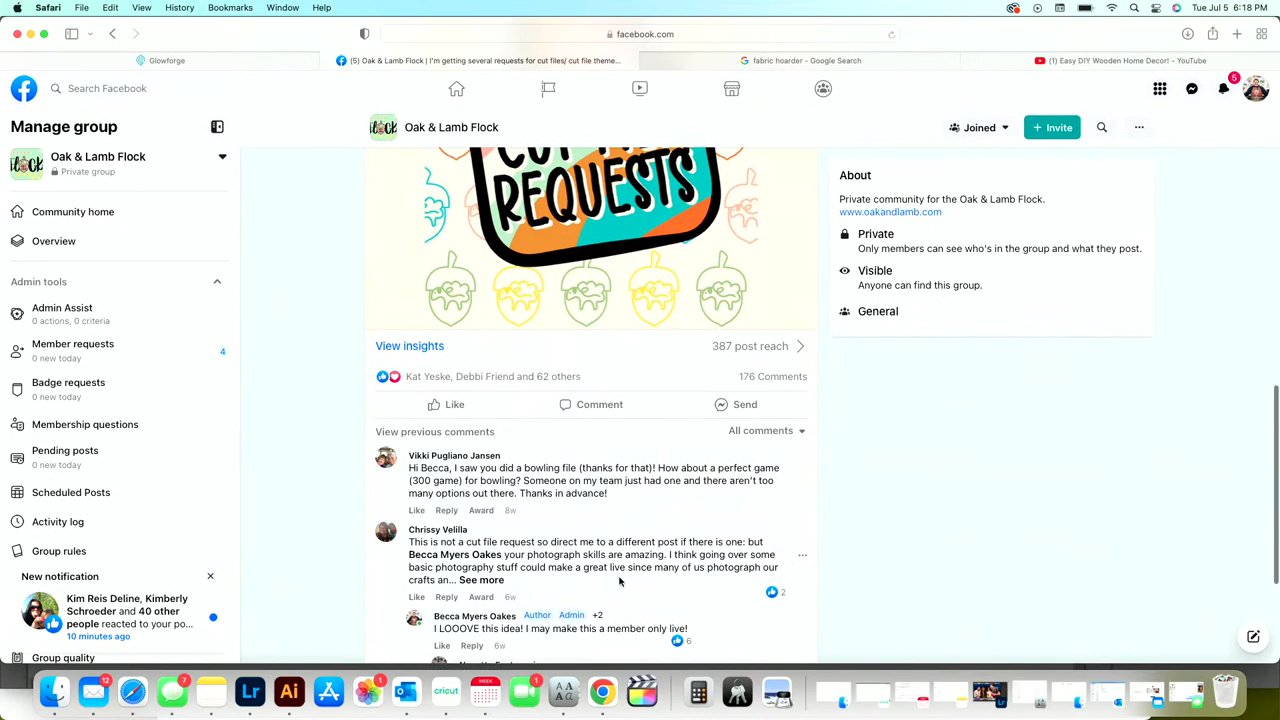 Safari File Edit View History Bookmarks Window Help Tue Jul 5 6:18 PM
facebook.com
Glowforge (5) Oak & Lamb Flock | I'm getting several requests for cut files/ cut file theme... fabric hoarder - Google Search (1) Easy DIY Wooden Home Decor! - YouTube
Search Facebook 5
Manage group
Oak & Lamb Flock
Private group
Community home
Overview
Admin tools
Admin Assist
0 actions, 0 criteria
Member requests
0 new today
4
Badge requests
0 new today
Membership questions
Pending posts
0 new today
Scheduled Posts
Activity log
Group rules
New notification
Kim Reis Deline, Kimberly
Schroeder and 40 other
people reacted to your po...
10 minutes ago
Group quality
FLOCK Oak & Lamb Flock Joined + Invite
REQUESTS
View insights 387 post reach
Kat Yeske, Debbi Friend and 62 others 176 Comments
Like Comment Send
View previous comments All comments
Vikki Pugliano Jansen
Hi Becca, I saw you did a bowling file (thanks for that)! How about a perfect game
(300 game) for bowling? Someone on my team just had one and there aren't too
many options out there. Thanks in advance!
Like Reply Award 8w
Chrissy Velilla
This is not a cut file request so direct me to a different post if there is one: but
Becca Myers Oakes your photograph skills are amazing. I think going over some
basic photography stuff could make a great live since many of us photograph our
crafts an... See more
2
Like Reply Award 6w
Becca Myers Oakes Author Admin +2
I LOOOVE this idea! I may make this a member only live!
6
Like Reply 6w
About
Private community for the Oak & Lamb Flock.
www.oakandlamb.com
Private
Only members can see who's in the group and what they post.
Visible
Anyone can find this group.
General
12 7 Lr Ai 1 cricut WEEK 1